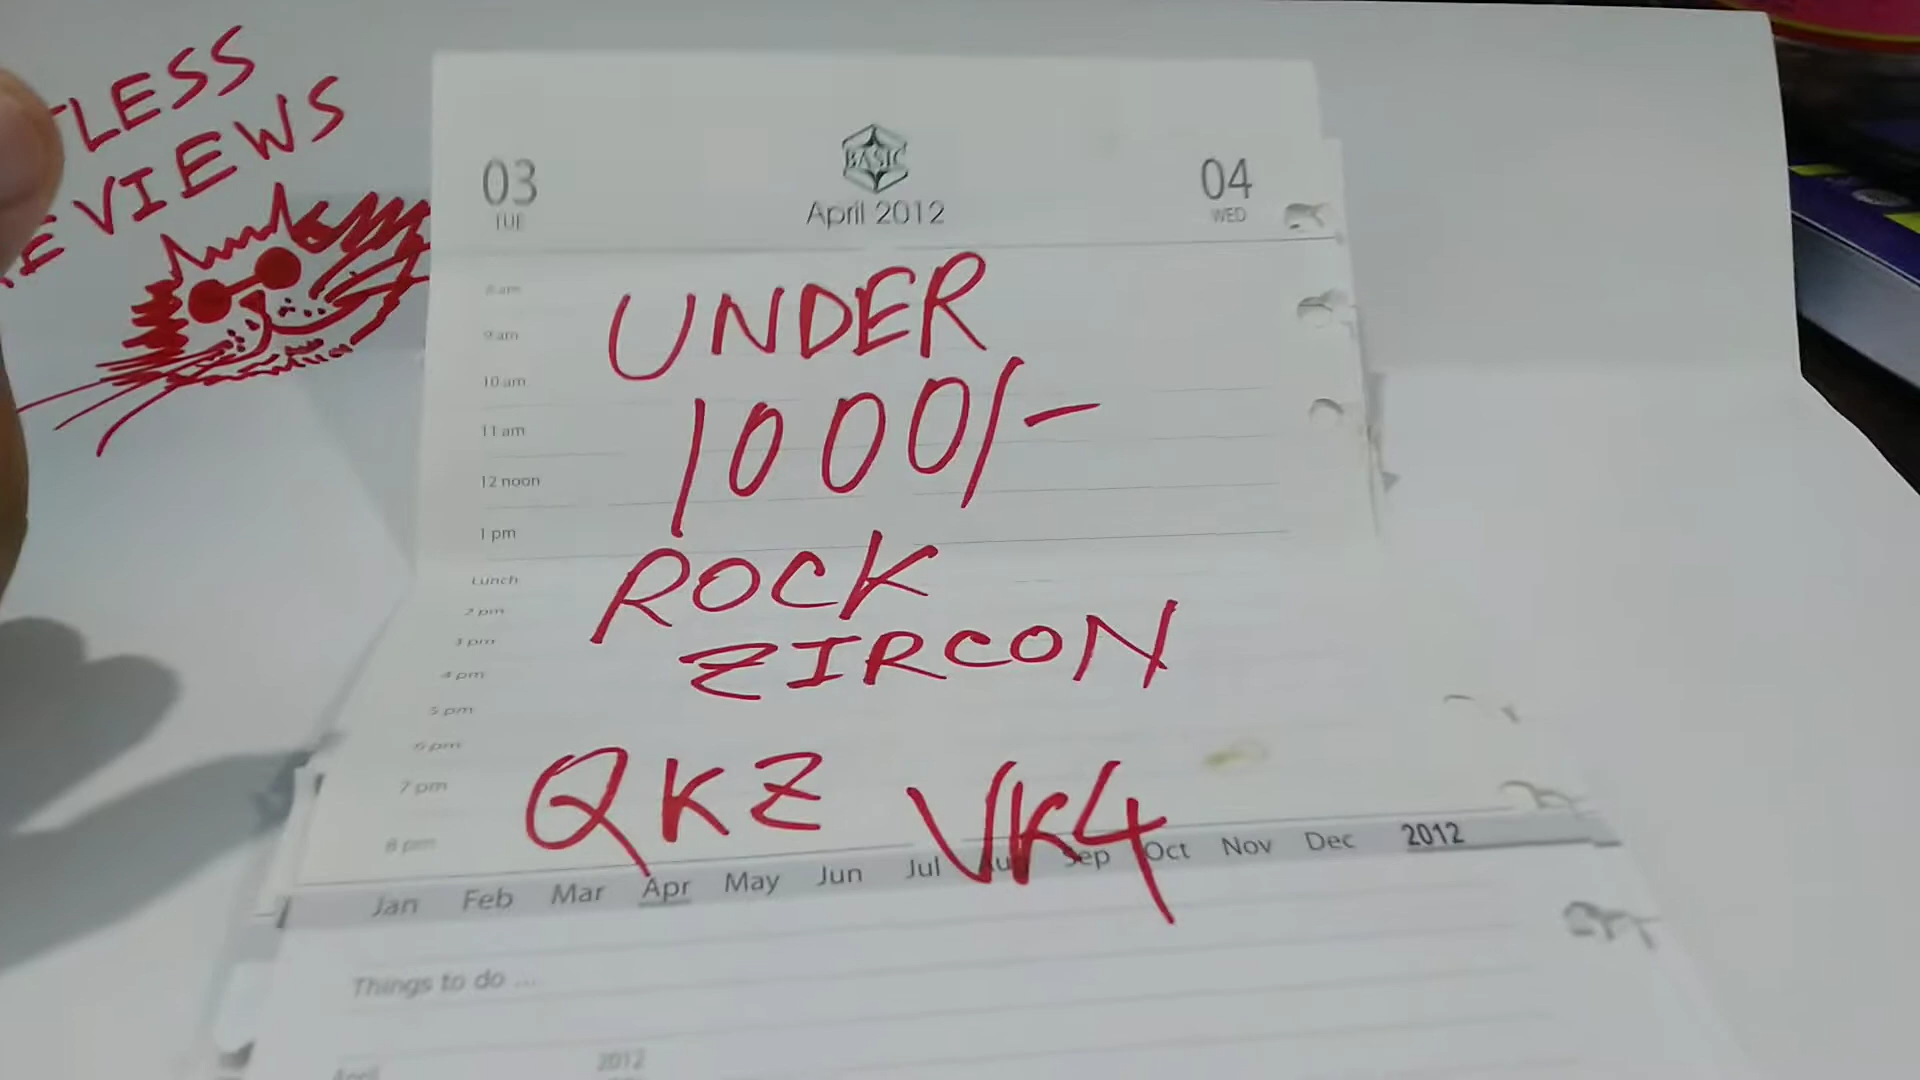 TLESS
EVIEWS
03
TUE
BASIC
April 2012
04
WED
8 am
9 am
10 am
11 am
12 noon
1 pm
Lunch
2 pm
3 pm
4 pm
5 pm
6 pm
7 pm
8 pm
UNDER
1000/-
ROCK
ZIRCON
QKZ VK4
Jan Feb Mar Apr May Jun Jul Aug Sep Oct Nov Dec 2012
Things to do ...
April 2012